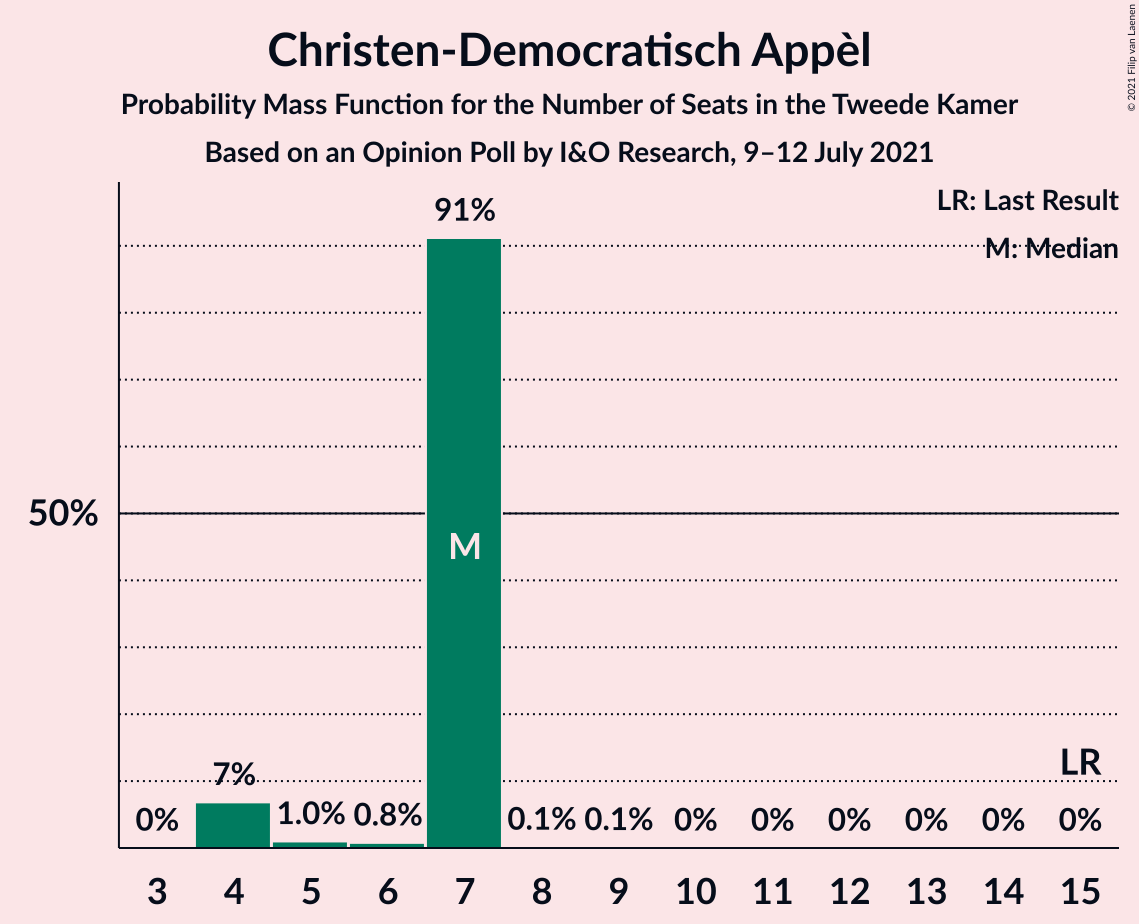 Christen-Democratisch Appèl
Probability Mass Function for the Number of Seats in the Tweede Kamer
Based on an Opinion Poll by I&O Research, 9–12 July 2021
© 2021 Filip van Laenen
LR: Last Result
M: Median
91%
50%
M
7%
LR
0%
1.0%
0.8%
0.1%
0.1%
0%
0%
0%
0%
0%
0%
3 4 5 6 7 8 9 10 11 12 13 14 15